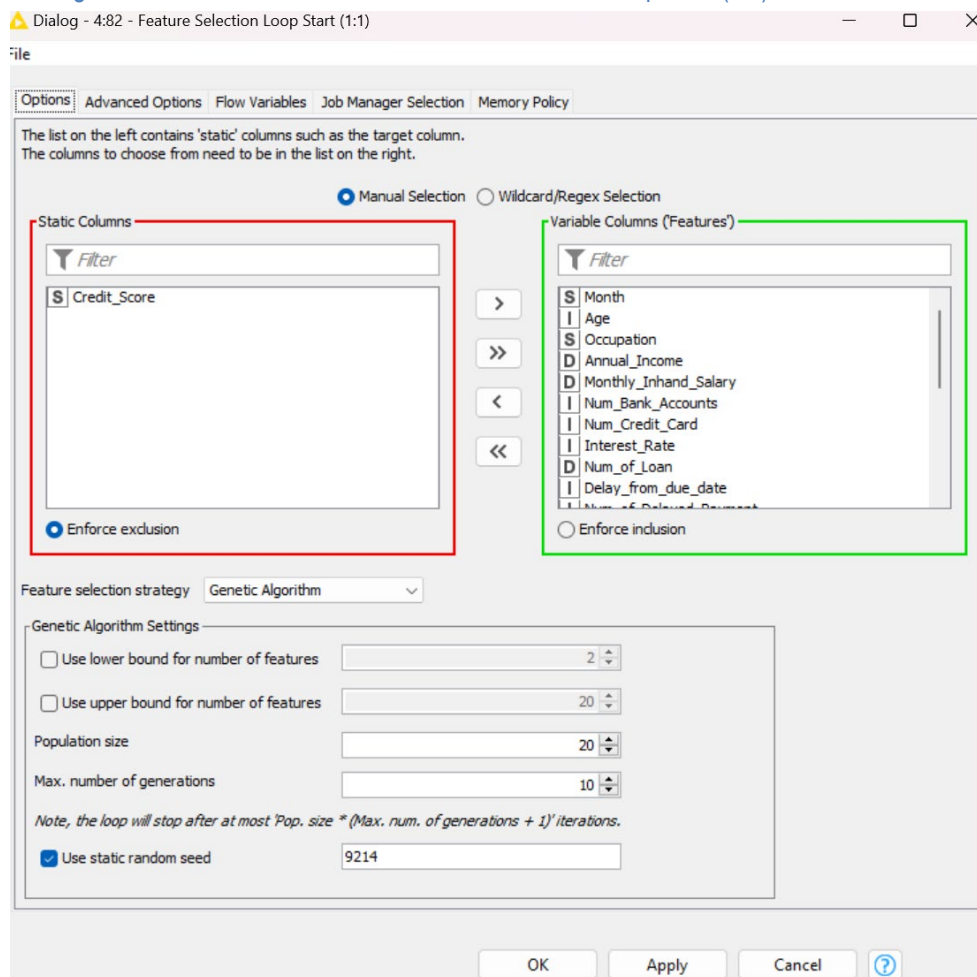 Dialog - 4:82 - Feature Selection Loop Start (1:1)
File
Options Advanced Options Flow Variables Job Manager Selection Memory Policy
The list on the left contains 'static' columns such as the target column.
The columns to choose from need to be in the list on the right.
Manual Selection Wildcard/Regex Selection
Static Columns
Filter
S Credit_Score
Enforce exclusion
>
>>
<
<<
Variable Columns ('Features')
Filter
S Month
I Age
S Occupation
D Annual_Income
D Monthly_Inhand_Salary
I Num_Bank_Accounts
I Num_Credit_Card
I Interest_Rate
D Num_of_Loan
I Delay_from_due_date
I Num_of_Delayed_Payment
Enforce inclusion
Feature selection strategy Genetic Algorithm
Genetic Algorithm Settings
Use lower bound for number of features 2
Use upper bound for number of features 20
Population size 20
Max. number of generations 10
Note, the loop will stop after at most 'Pop. size * (Max. num. of generations + 1)' iterations.
Use static random seed 9214
OK Apply Cancel ?